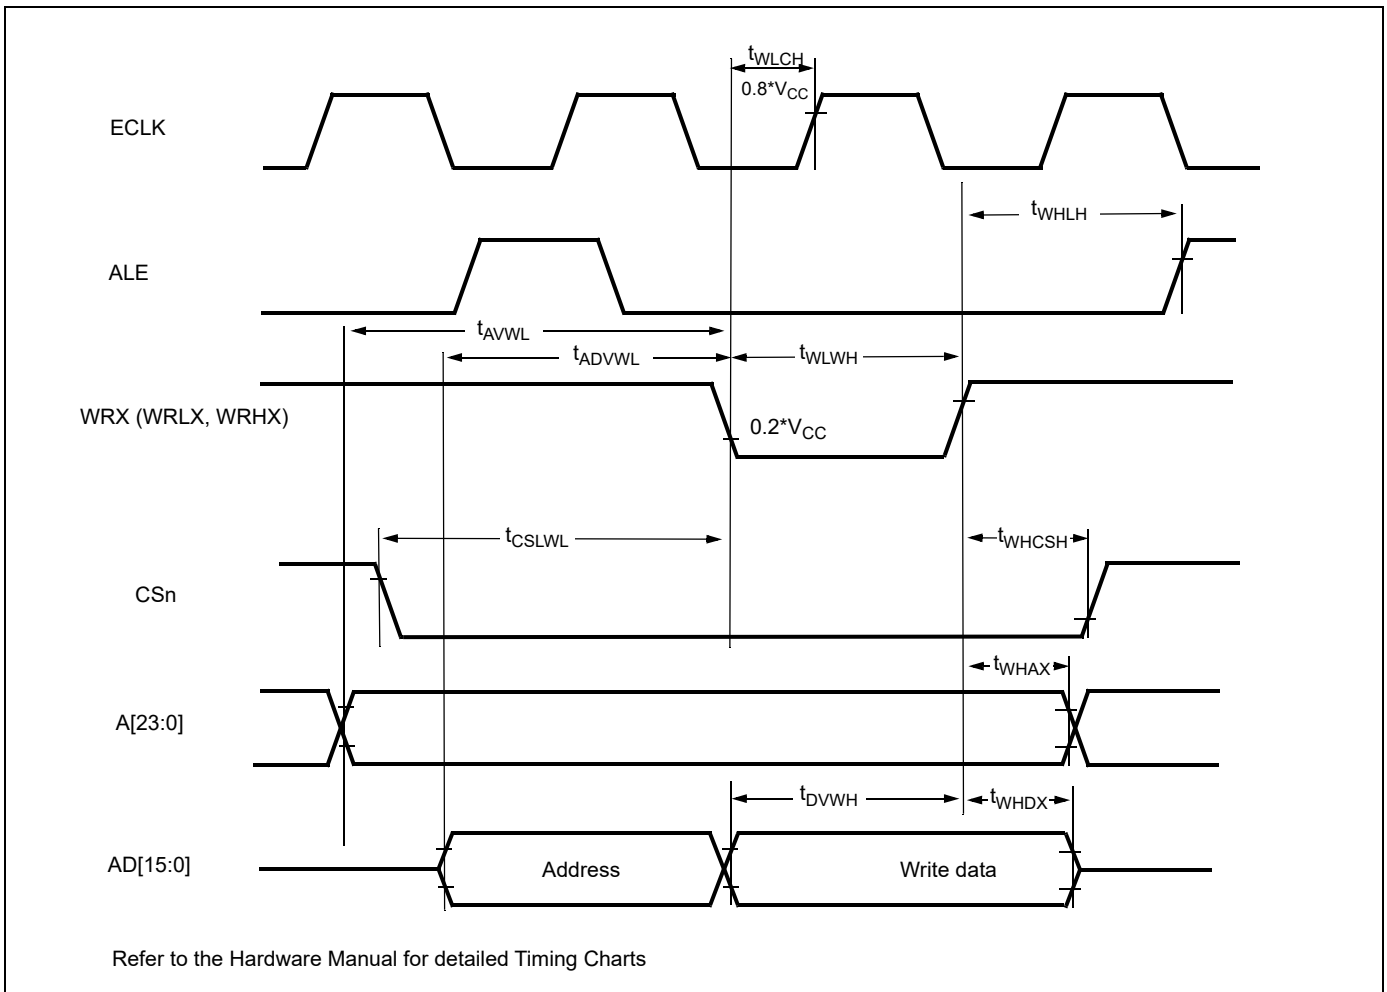 tWLCH
0.8*VCC
ECLK
tWHLH
ALE
tAVWL
tADVWL
tWLWH
WRX (WRLX, WRHX)
0.2*VCC
tCSLWL
tWHCSH
CSn
tWHAX
A[23:0]
tDVWH
tWHDX
AD[15:0]
Address
Write data
Refer to the Hardware Manual for detailed Timing Charts